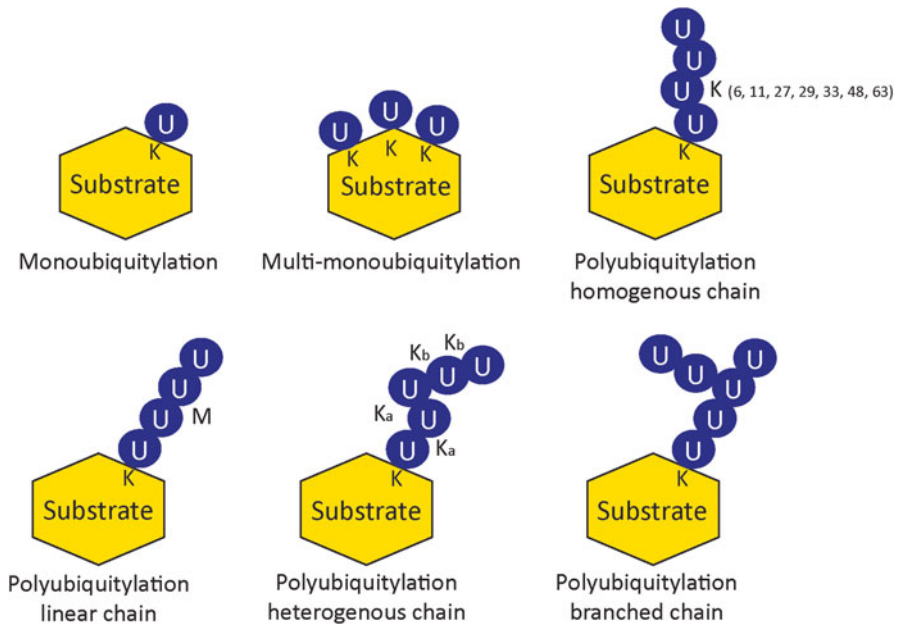 U
U
U
U
K (6, 11, 27, 29, 33, 48, 63)
K
Substrate
Polyubiquitylation
homogenous chain
U
K
Substrate
Monoubiquitylation
U
U
U
K
K
K
Substrate
Multi-monoubiquitylation
U
U
U
M
U
K
Substrate
Polyubiquitylation
linear chain
Kb
Kb
U
U
U
Ka
U
U
Ka
K
Substrate
Polyubiquitylation
heterogenous chain
U
U
U
U
U
U
K
Substrate
Polyubiquitylation
branched chain